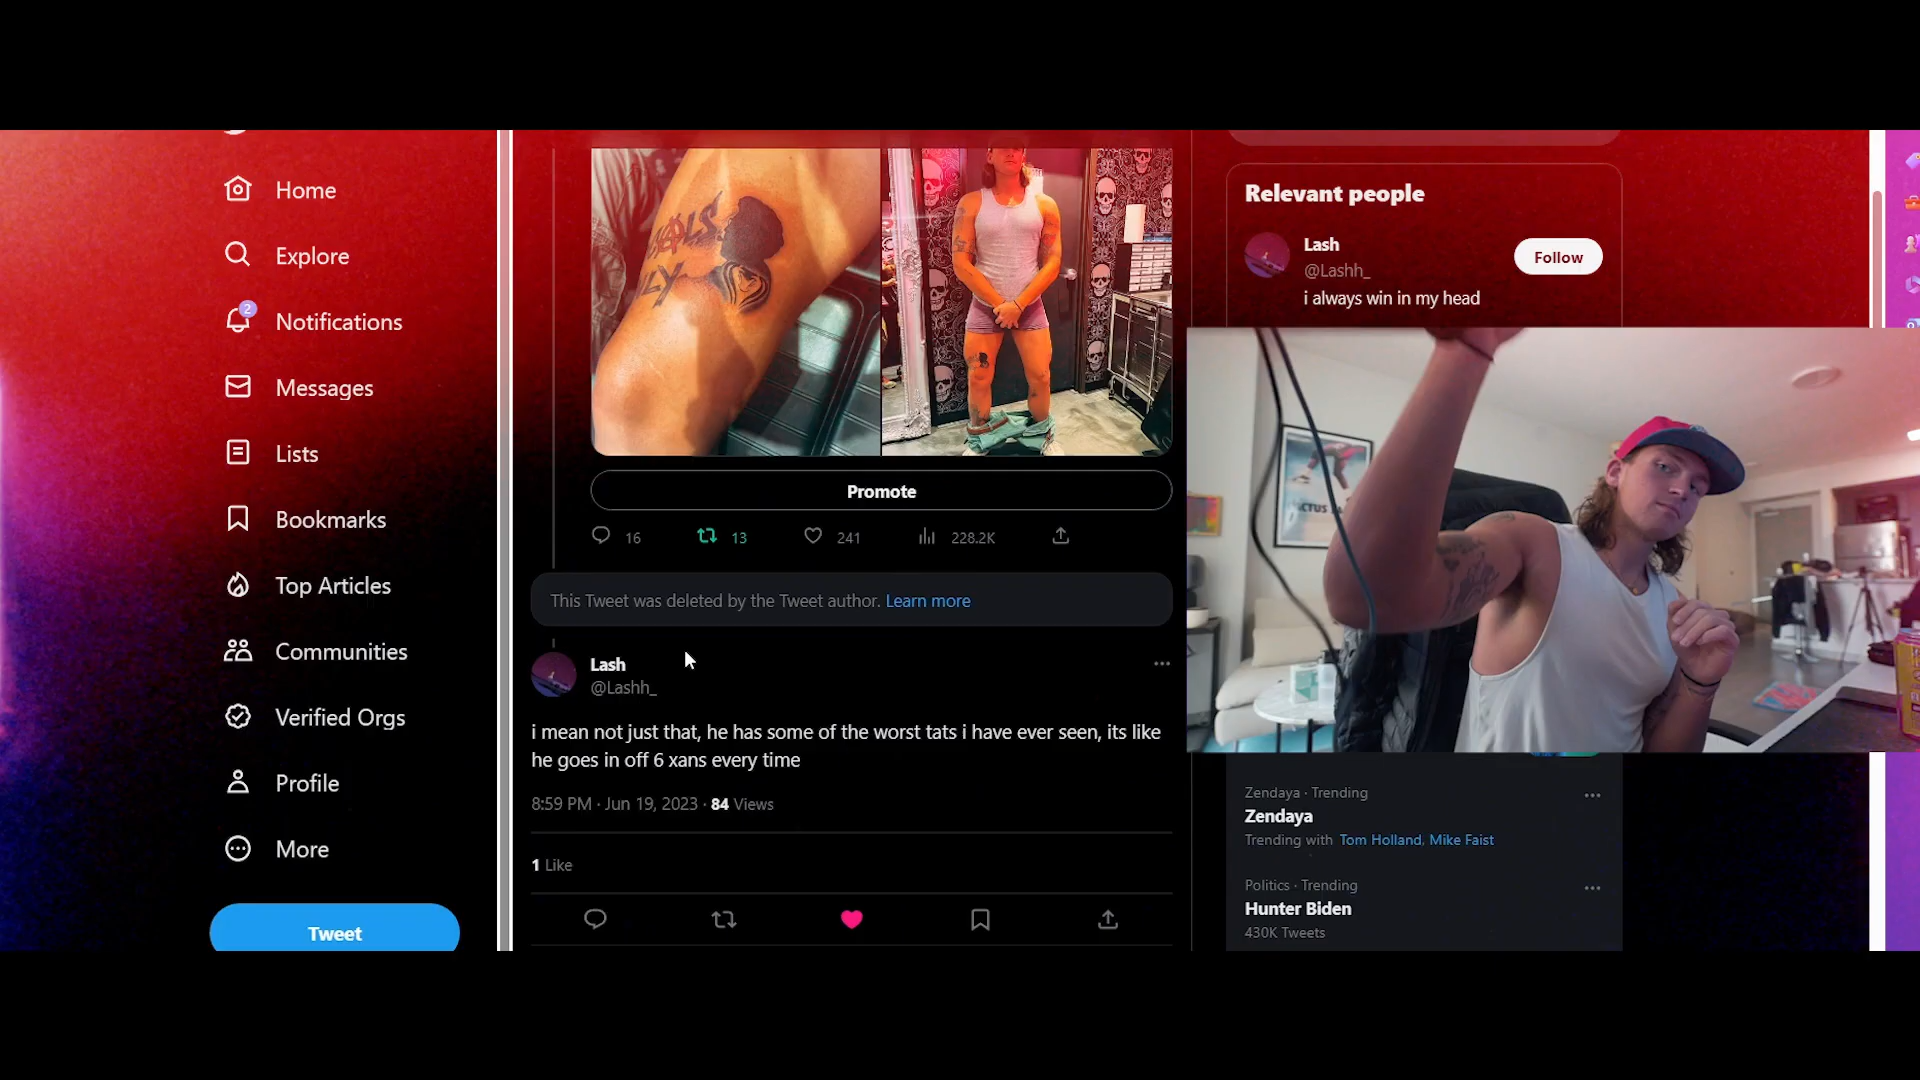 Home
Explore
2
Notifications
Messages
Lists
Bookmarks
Top Articles
Communities
Verified Orgs
Profile
More
Tweet
LY
Promote
16
13
241
228.2K
This Tweet was deleted by the Tweet author. Learn more
Lash
@Lashh_
i mean not just that, he has some of the worst tats i have ever seen, its like
he goes in off 6 xans every time
8:59 PM · Jun 19, 2023 · 84 Views
1 Like
Relevant people
Lash
@Lashh_
Follow
i always win in my head
Zendaya · Trending
Zendaya
Trending with Tom Holland, Mike Faist
Politics · Trending
Hunter Biden
430K Tweets